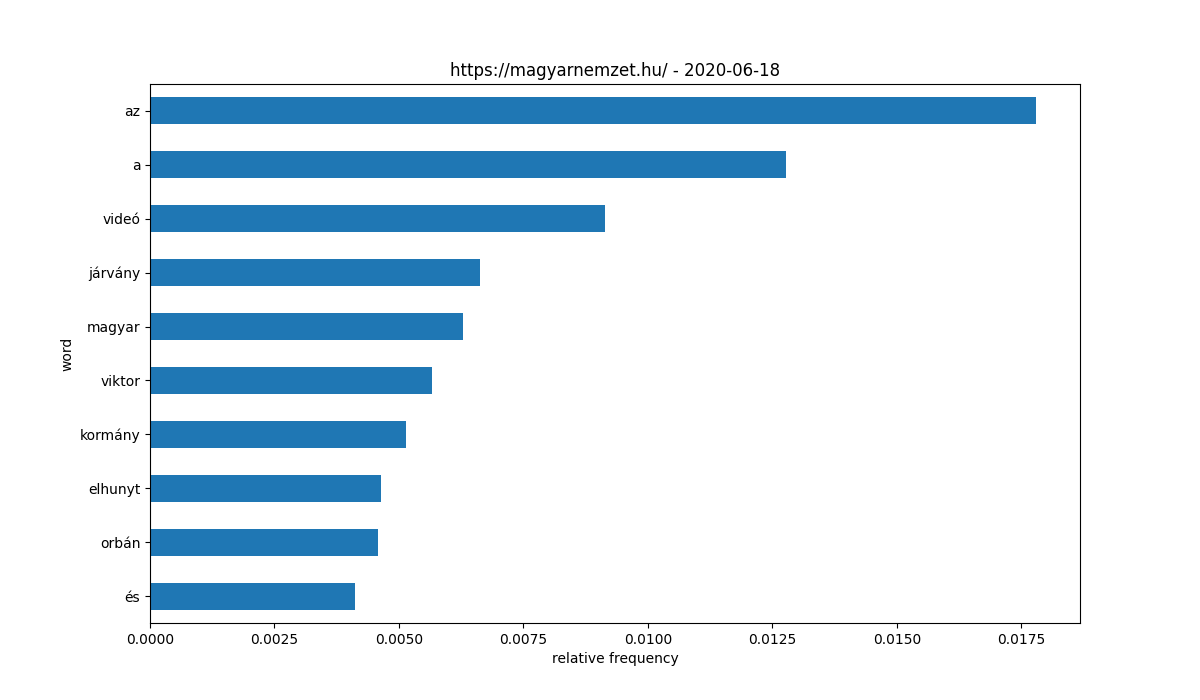 https://magyarnemzet.hu/ - 2020-06-18
word
az
a
videó
járvány
magyar
viktor
kormány
elhunyt
orbán
és
0.0000 0.0025 0.0050 0.0075 0.0100 0.0125 0.0150 0.0175
relative frequency